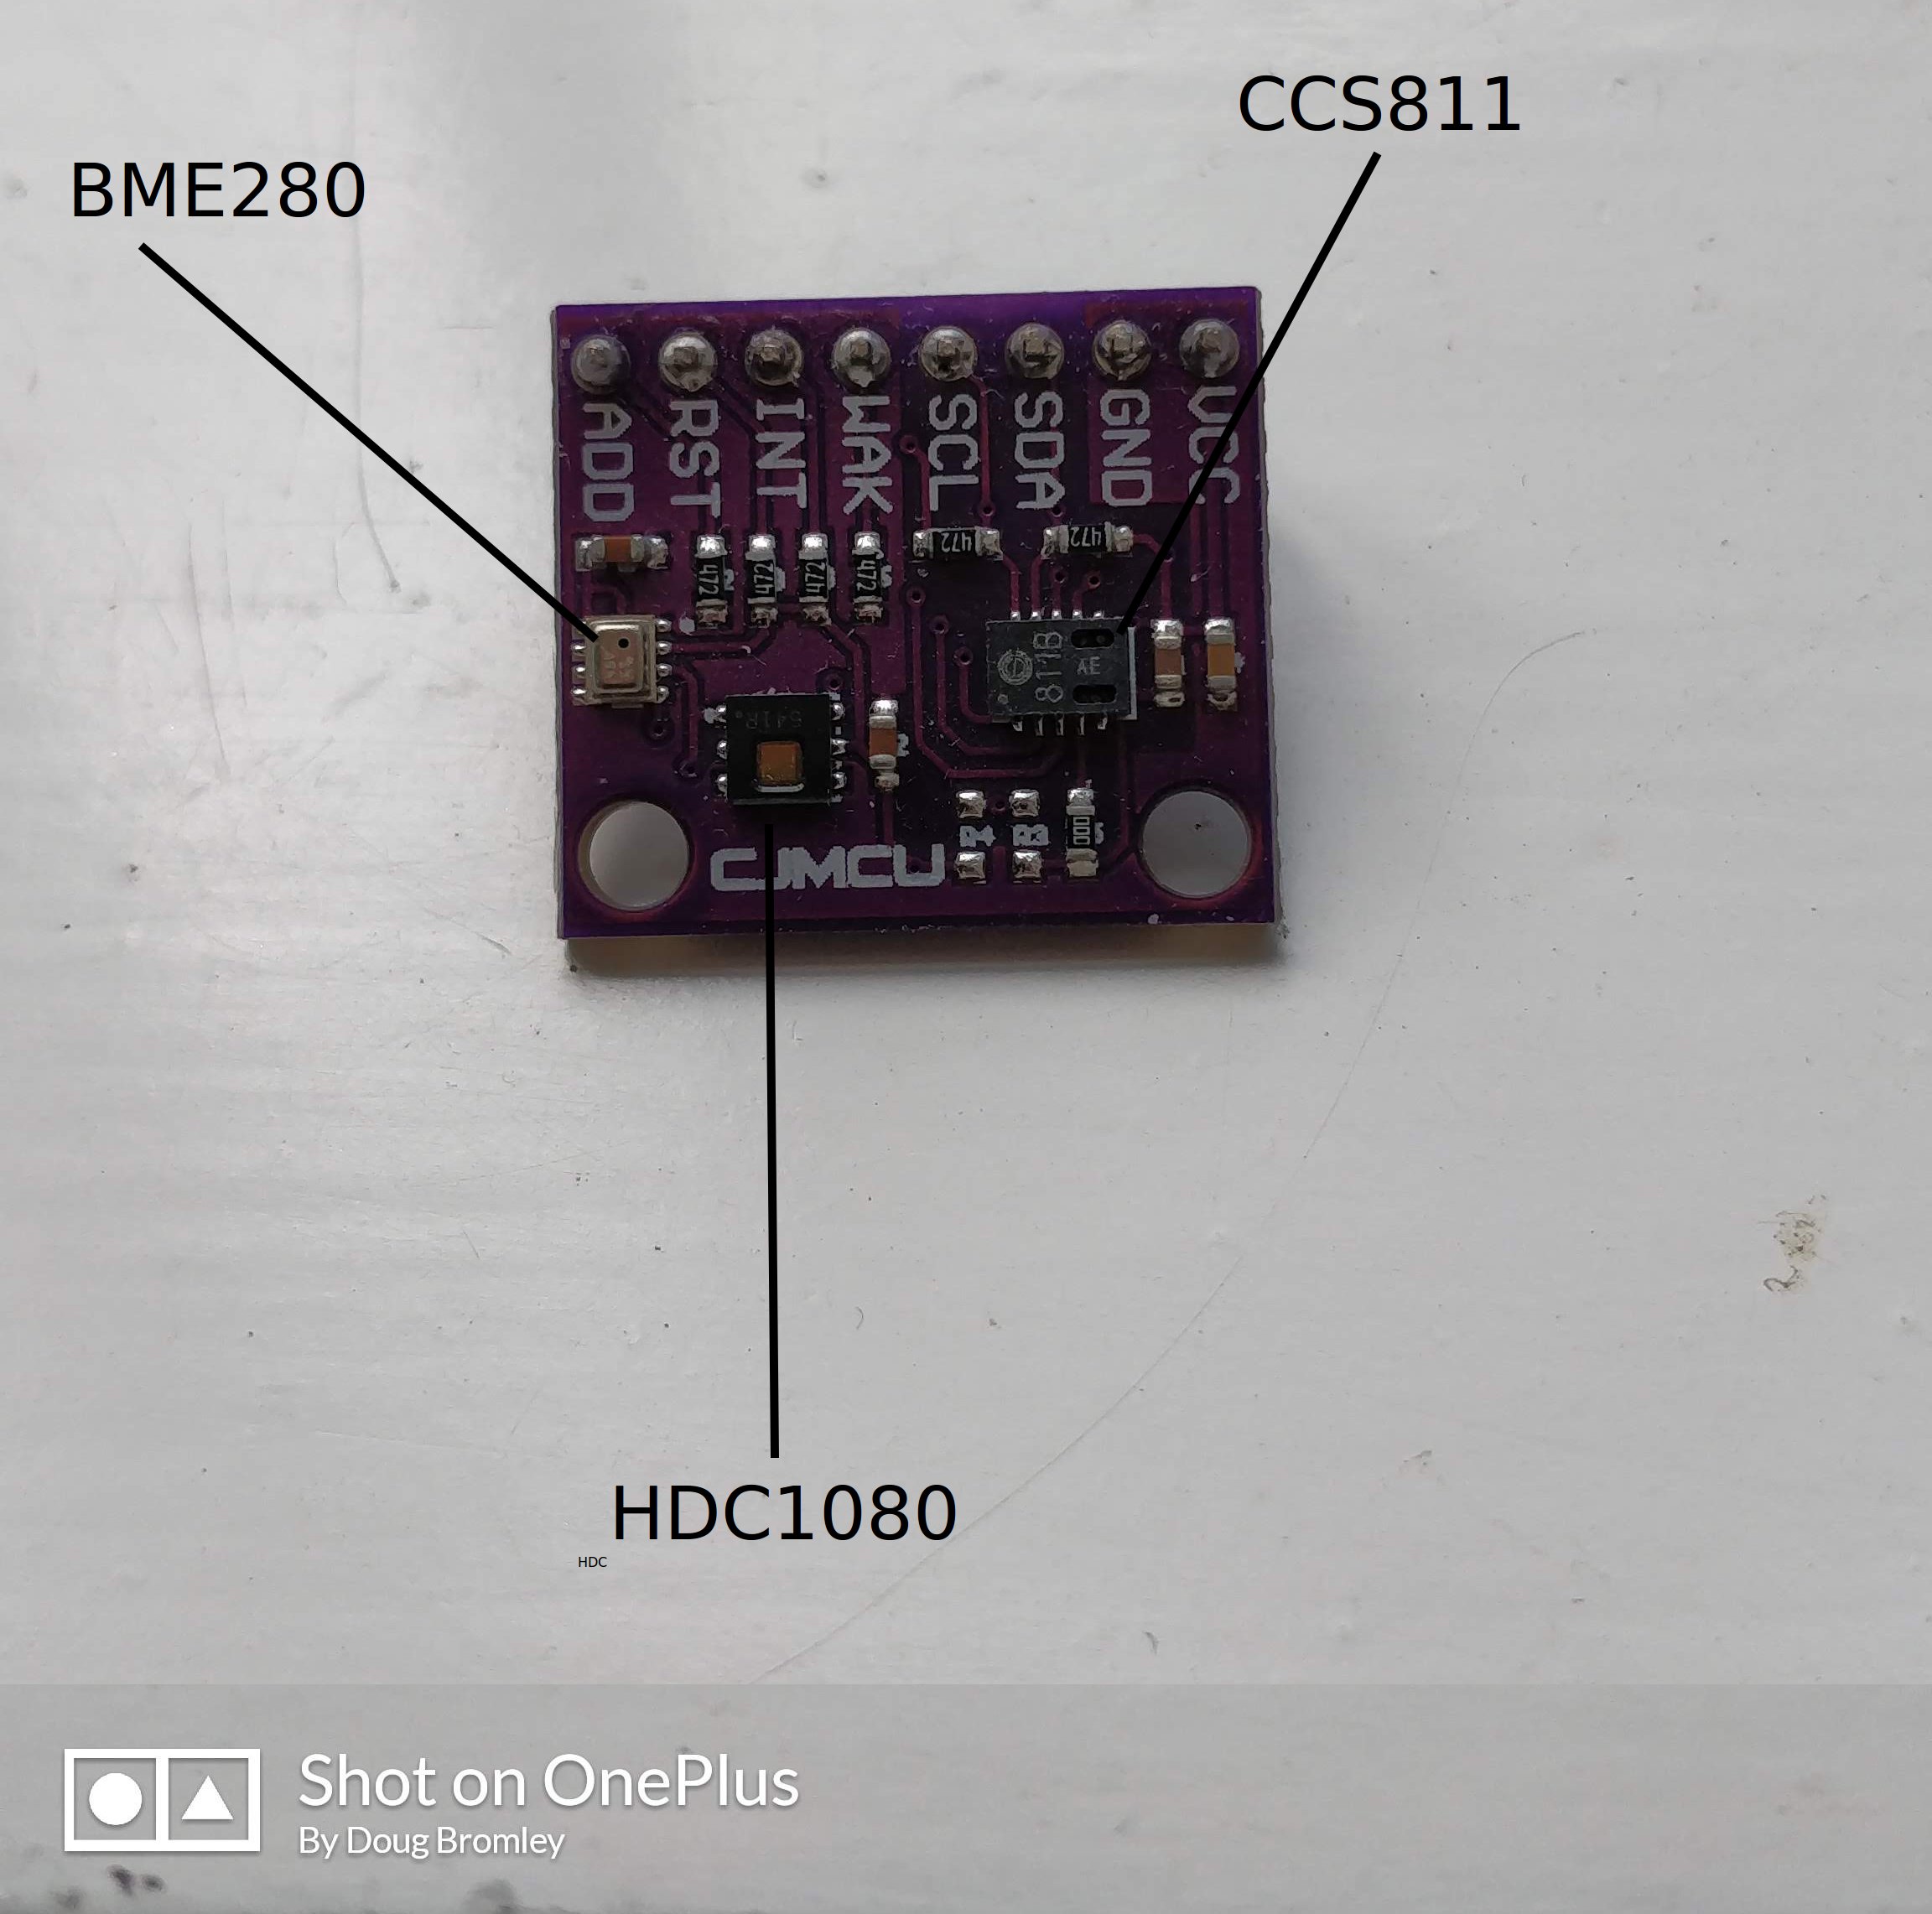 CCS811
BME280
ADD RST INT WAK SCL SDA GND VCC
472 472
472 472 472 472
811B
AE
541R
CJMCU
R4 R3
000
HDC1080
HDC
Shot on OnePlus
By Doug Bromley